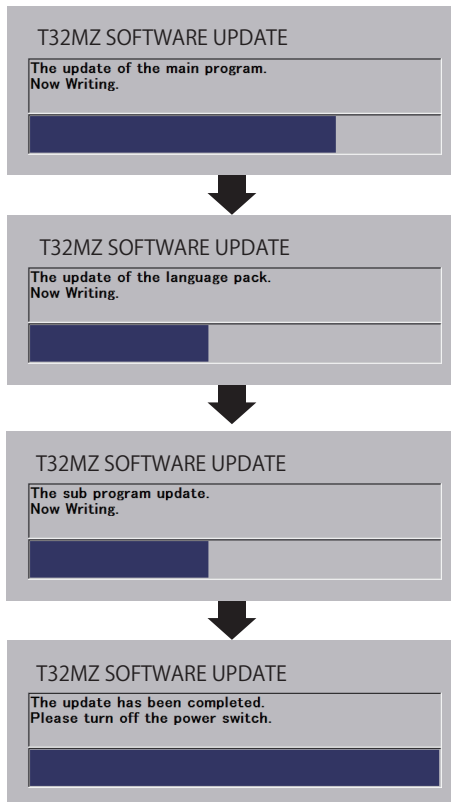 T32MZ SOFTWARE UPDATE
The update of the main program.
Now Writing.
T32MZ SOFTWARE UPDATE
The update of the language pack.
Now Writing.
T32MZ SOFTWARE UPDATE
The sub program update.
Now Writing.
T32MZ SOFTWARE UPDATE
The update has been completed.
Please turn off the power switch.